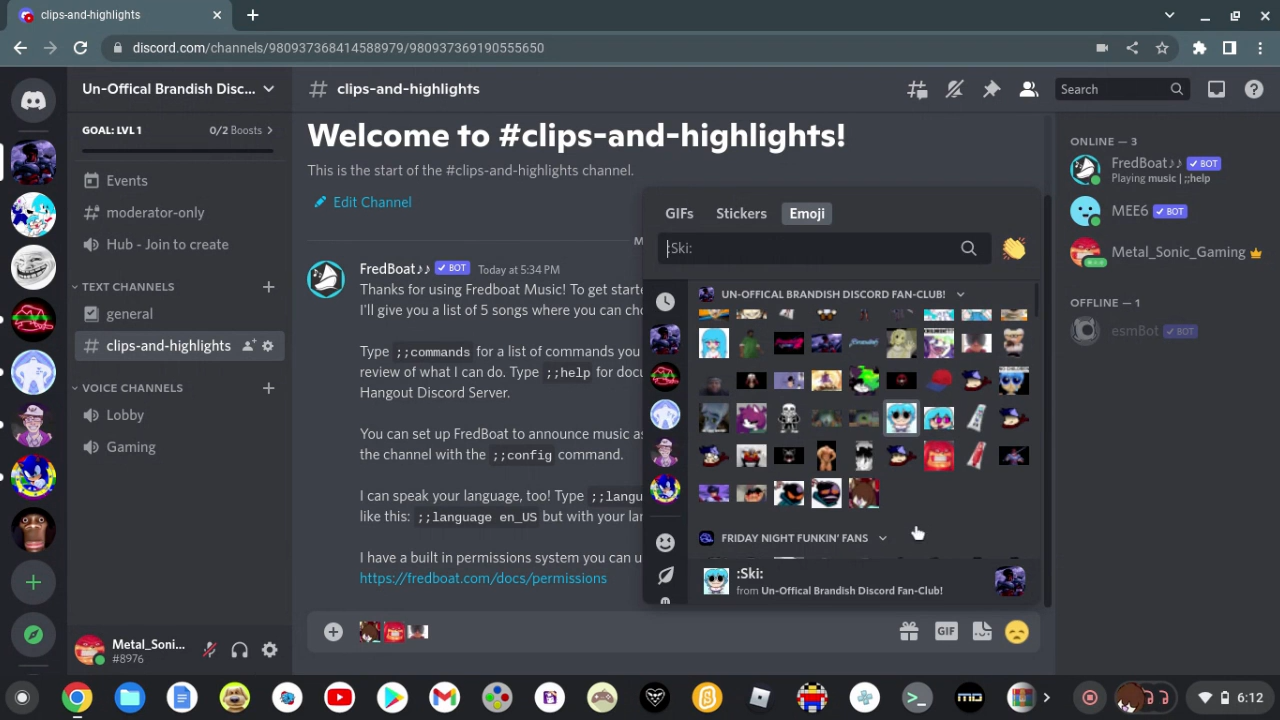 clips-and-highlights
discord.com/channels/980937368414588979/980937369190555650
Un-Offical Brandish Disc...
clips-and-highlights
Search
GOAL: LVL 1
0/2 Boosts
Events
moderator-only
Hub - Join to create
TEXT CHANNELS
general
clips-and-highlights
VOICE CHANNELS
Lobby
Gaming
Metal_Soni...
#8976
Welcome to #clips-and-highlights!
This is the start of the #clips-and-highlights channel.
Edit Channel
FredBoat♪♪ BOT Today at 5:34 PM
Thanks for using Fredboat Music! To get starte
I'll give you a list of 5 songs where you can cho
Type ;;commands for a list of commands you
review of what I can do. Type ;;help for docu
Hangout Discord Server.
You can set up FredBoat to announce music as
the channel with the ;;config command.
I can speak your language, too! Type ;;langu
like this: ;;language en_US but with your lan
I have a built in permissions system you can u
https://fredboat.com/docs/permissions
GIF
GIFs
Stickers
Emoji
:Ski:
UN-OFFICAL BRANDISH DISCORD FAN-CLUB!
FRIDAY NIGHT FUNKIN' FANS
:Ski:
from Un-Offical Brandish Discord Fan-Club!
ONLINE — 3
FredBoat♪♪ BOT
Playing music | ;;help
MEE6 BOT
Metal_Sonic_Gaming
OFFLINE — 1
esmBot BOT
6:12